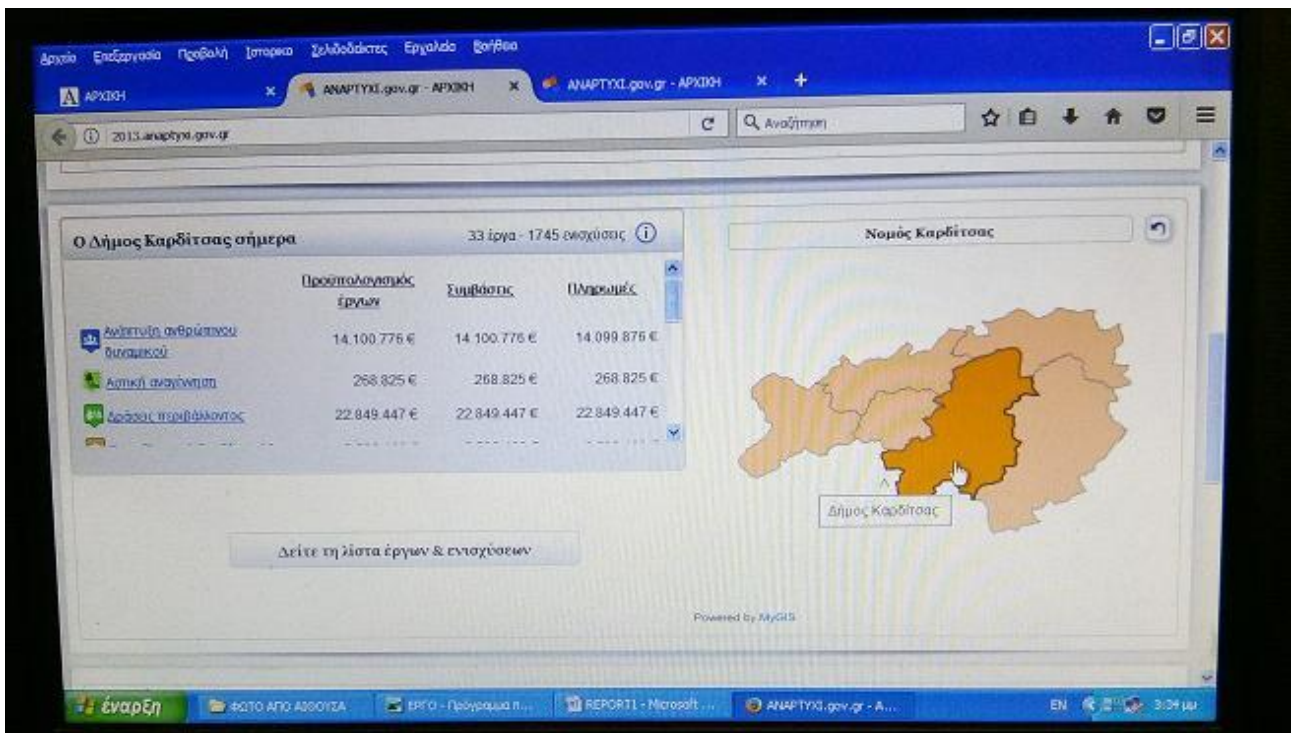 Αρχείο Επεξεργασία Προβολή Ιστορικό Σελιδοδείκτες Εργαλεία Βοήθεια
ΑΡΧΙΚΗ × ANAPTYXI.gov.gr - ΑΡΧΙΚΗ × ANAPTYXI.gov.gr - ΑΡΧΙΚΗ × +
2013.anaptyxi.gov.gr Αναζήτηση
Ο Δήμος Καρδίτσας σήμερα 33 έργα - 1745 ενισχύσεις
Νομός Καρδίτσας
Προϋπολογισμός
έργων
Συμβάσεις Πληρωμές
Ανάπτυξη ανθρώπινου
δυναμικού
14.100.776 € 14.100.776 € 14.099.876 €
Αστική αναγέννηση 268.825 € 268.825 € 268.825 €
Δράσεις περιβάλλοντος 22.849.447 € 22.849.447 € 22.849.447 €
Δήμος Καρδίτσας
Δείτε τη λίστα έργων & ενισχύσεων
Powered by MyGIS
έναρξη ΦΩΤΟ ΑΠΟ ΑΙΘΟΥΣΑ ΕΡΓΟ - Πρόγραμμα π... REPORT1 - Microsoft ... ANAPTYXI.gov.gr - Α... EN 3:34 μμ